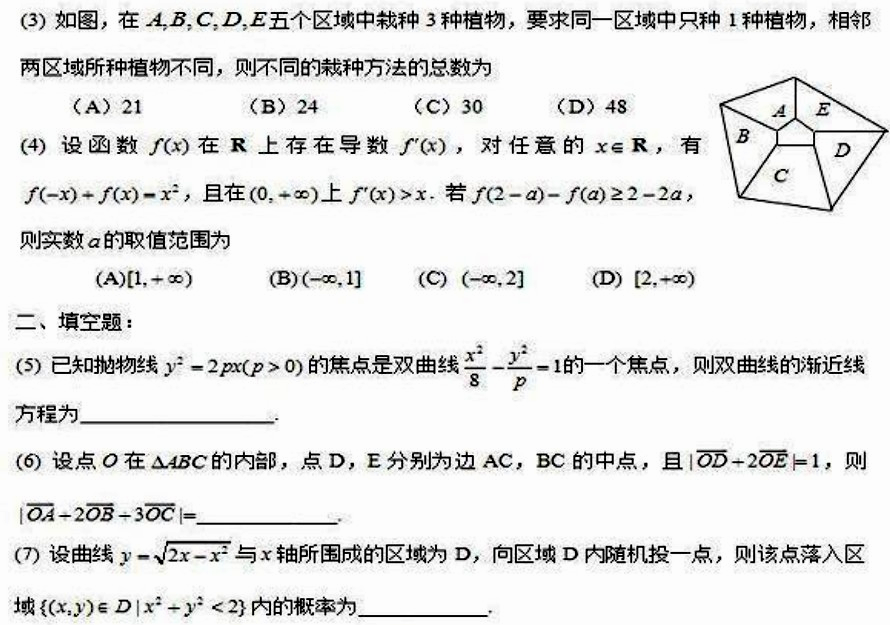 (3) 如图，在 A,B,C,D,E五个区域中栽种 3 种植物，要求同一区域中只种 1 种植物，相邻
两区域所种植物不同，则不同的栽种方法的总数为
（A）21 （B）24 （C）30 （D）48
A E B D C
(4) 设函数 f(x) 在 R 上存在导数 f′(x)，对任意的 x∈R，有
f(−x)+f(x)=x²，且在(0,+∞)上 f′(x)>x. 若 f(2−a)−f(a)≥2−2a，
则实数a的取值范围为
(A)[1,+∞) (B)(−∞,1] (C) (−∞,2] (D) [2,+∞)
二、填空题：
(5) 已知抛物线 y²=2px(p>0)的焦点是双曲线 x²/8−y²/p=1的一个焦点，则双曲线的渐近线
方程为__________.
(6) 设点 O 在 ΔABC 的内部，点 D，E 分别为边 AC，BC 的中点，且|OD+2OE|=1，则
|OA+2OB+3OC|=__________.
(7) 设曲线 y=√(2x−x²) 与 x 轴所围成的区域为 D，向区域 D 内随机投一点，则该点落入区
域{(x,y)∈D|x²+y²<2}内的概率为__________.